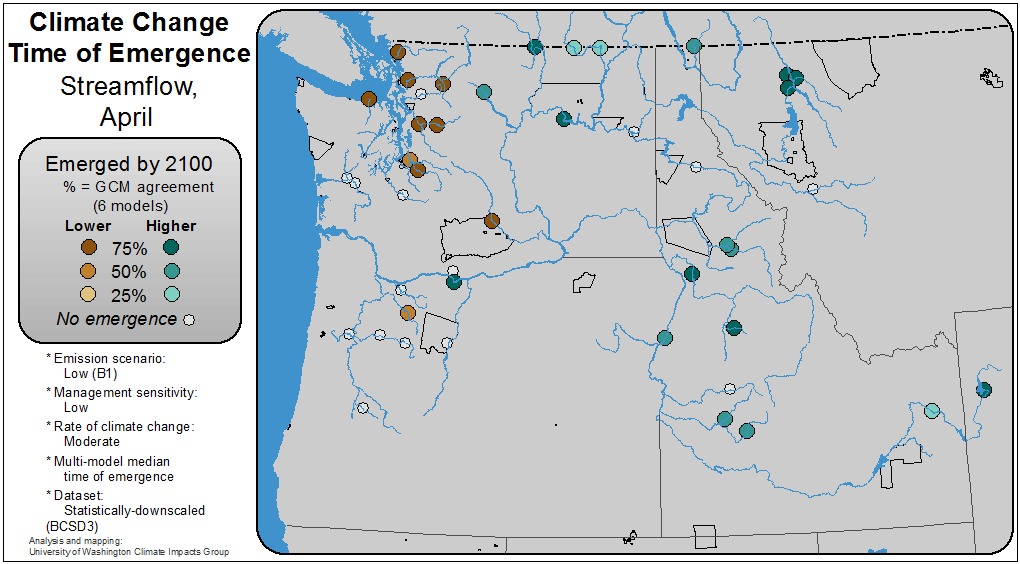 Climate Change
Time of Emergence
Streamflow,
April
Emerged by 2100
% = GCM agreement
(6 models)
Lower Higher
75%
50%
25%
No emergence
* Emission scenario:
Low (B1)
* Management sensitivity:
Low
* Rate of climate change:
Moderate
* Multi-model median
time of emergence
* Dataset:
Statistically-downscaled
(BCSD3)
Analysis and mapping:
University of Washington Climate Impacts Group